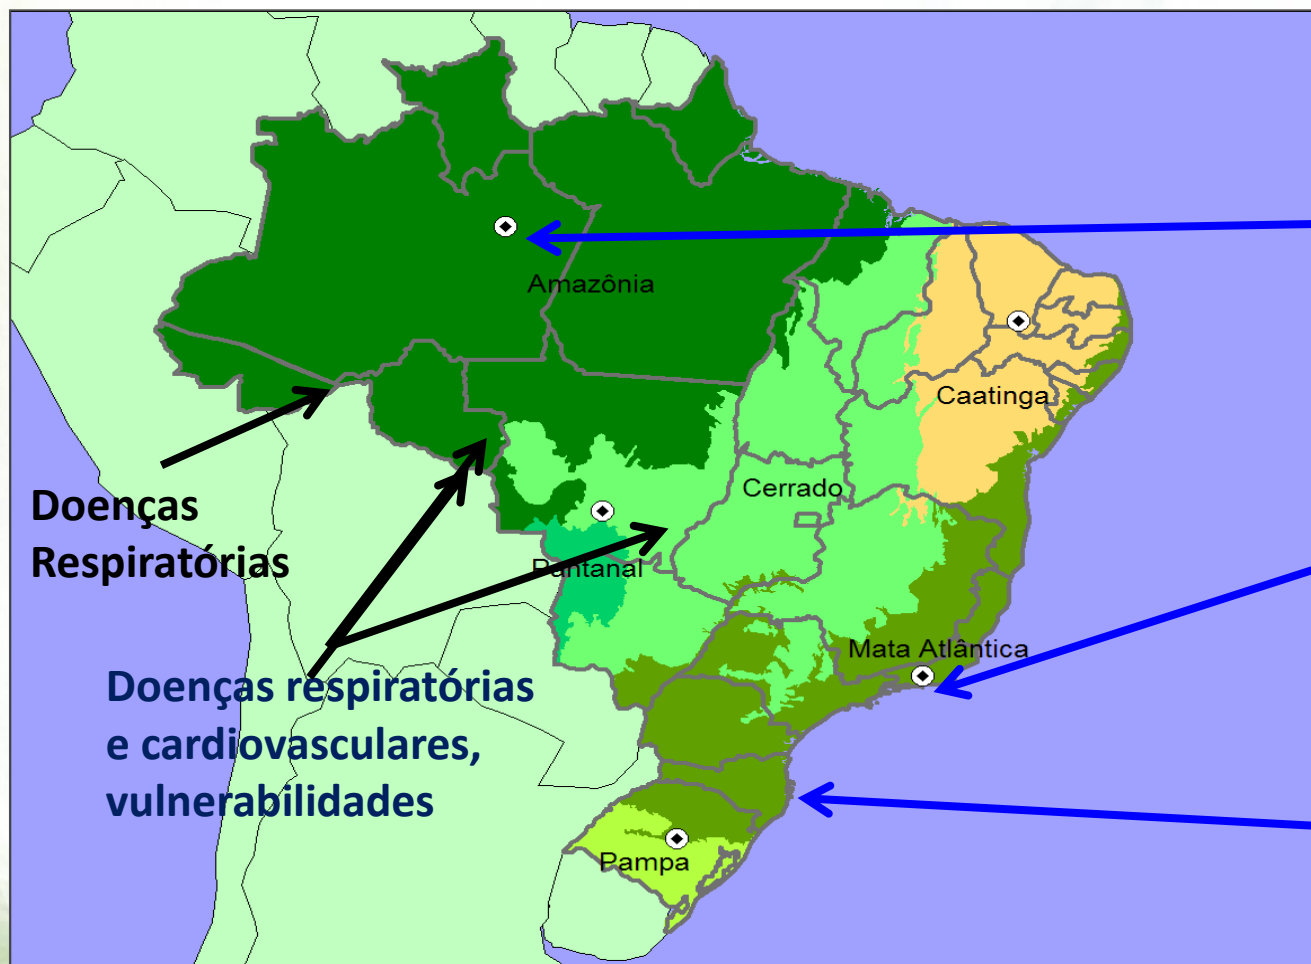 Amazônia
Caatinga
Cerrado
Doenças
Respiratórias
Pantanal
Mata Atlântica
Doenças respiratórias
e cardiovasculares,
vulnerabilidades
Pampa